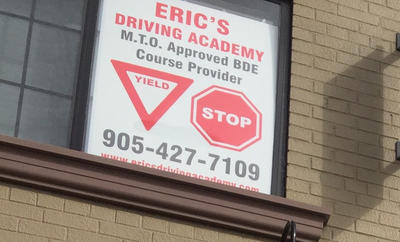 ERIC'S
DRIVING ACADEMY
M.T.O. Approved BDE
Course Provider
YIELD
STOP
905-427-7109
www.ericsdrivingacademy.com